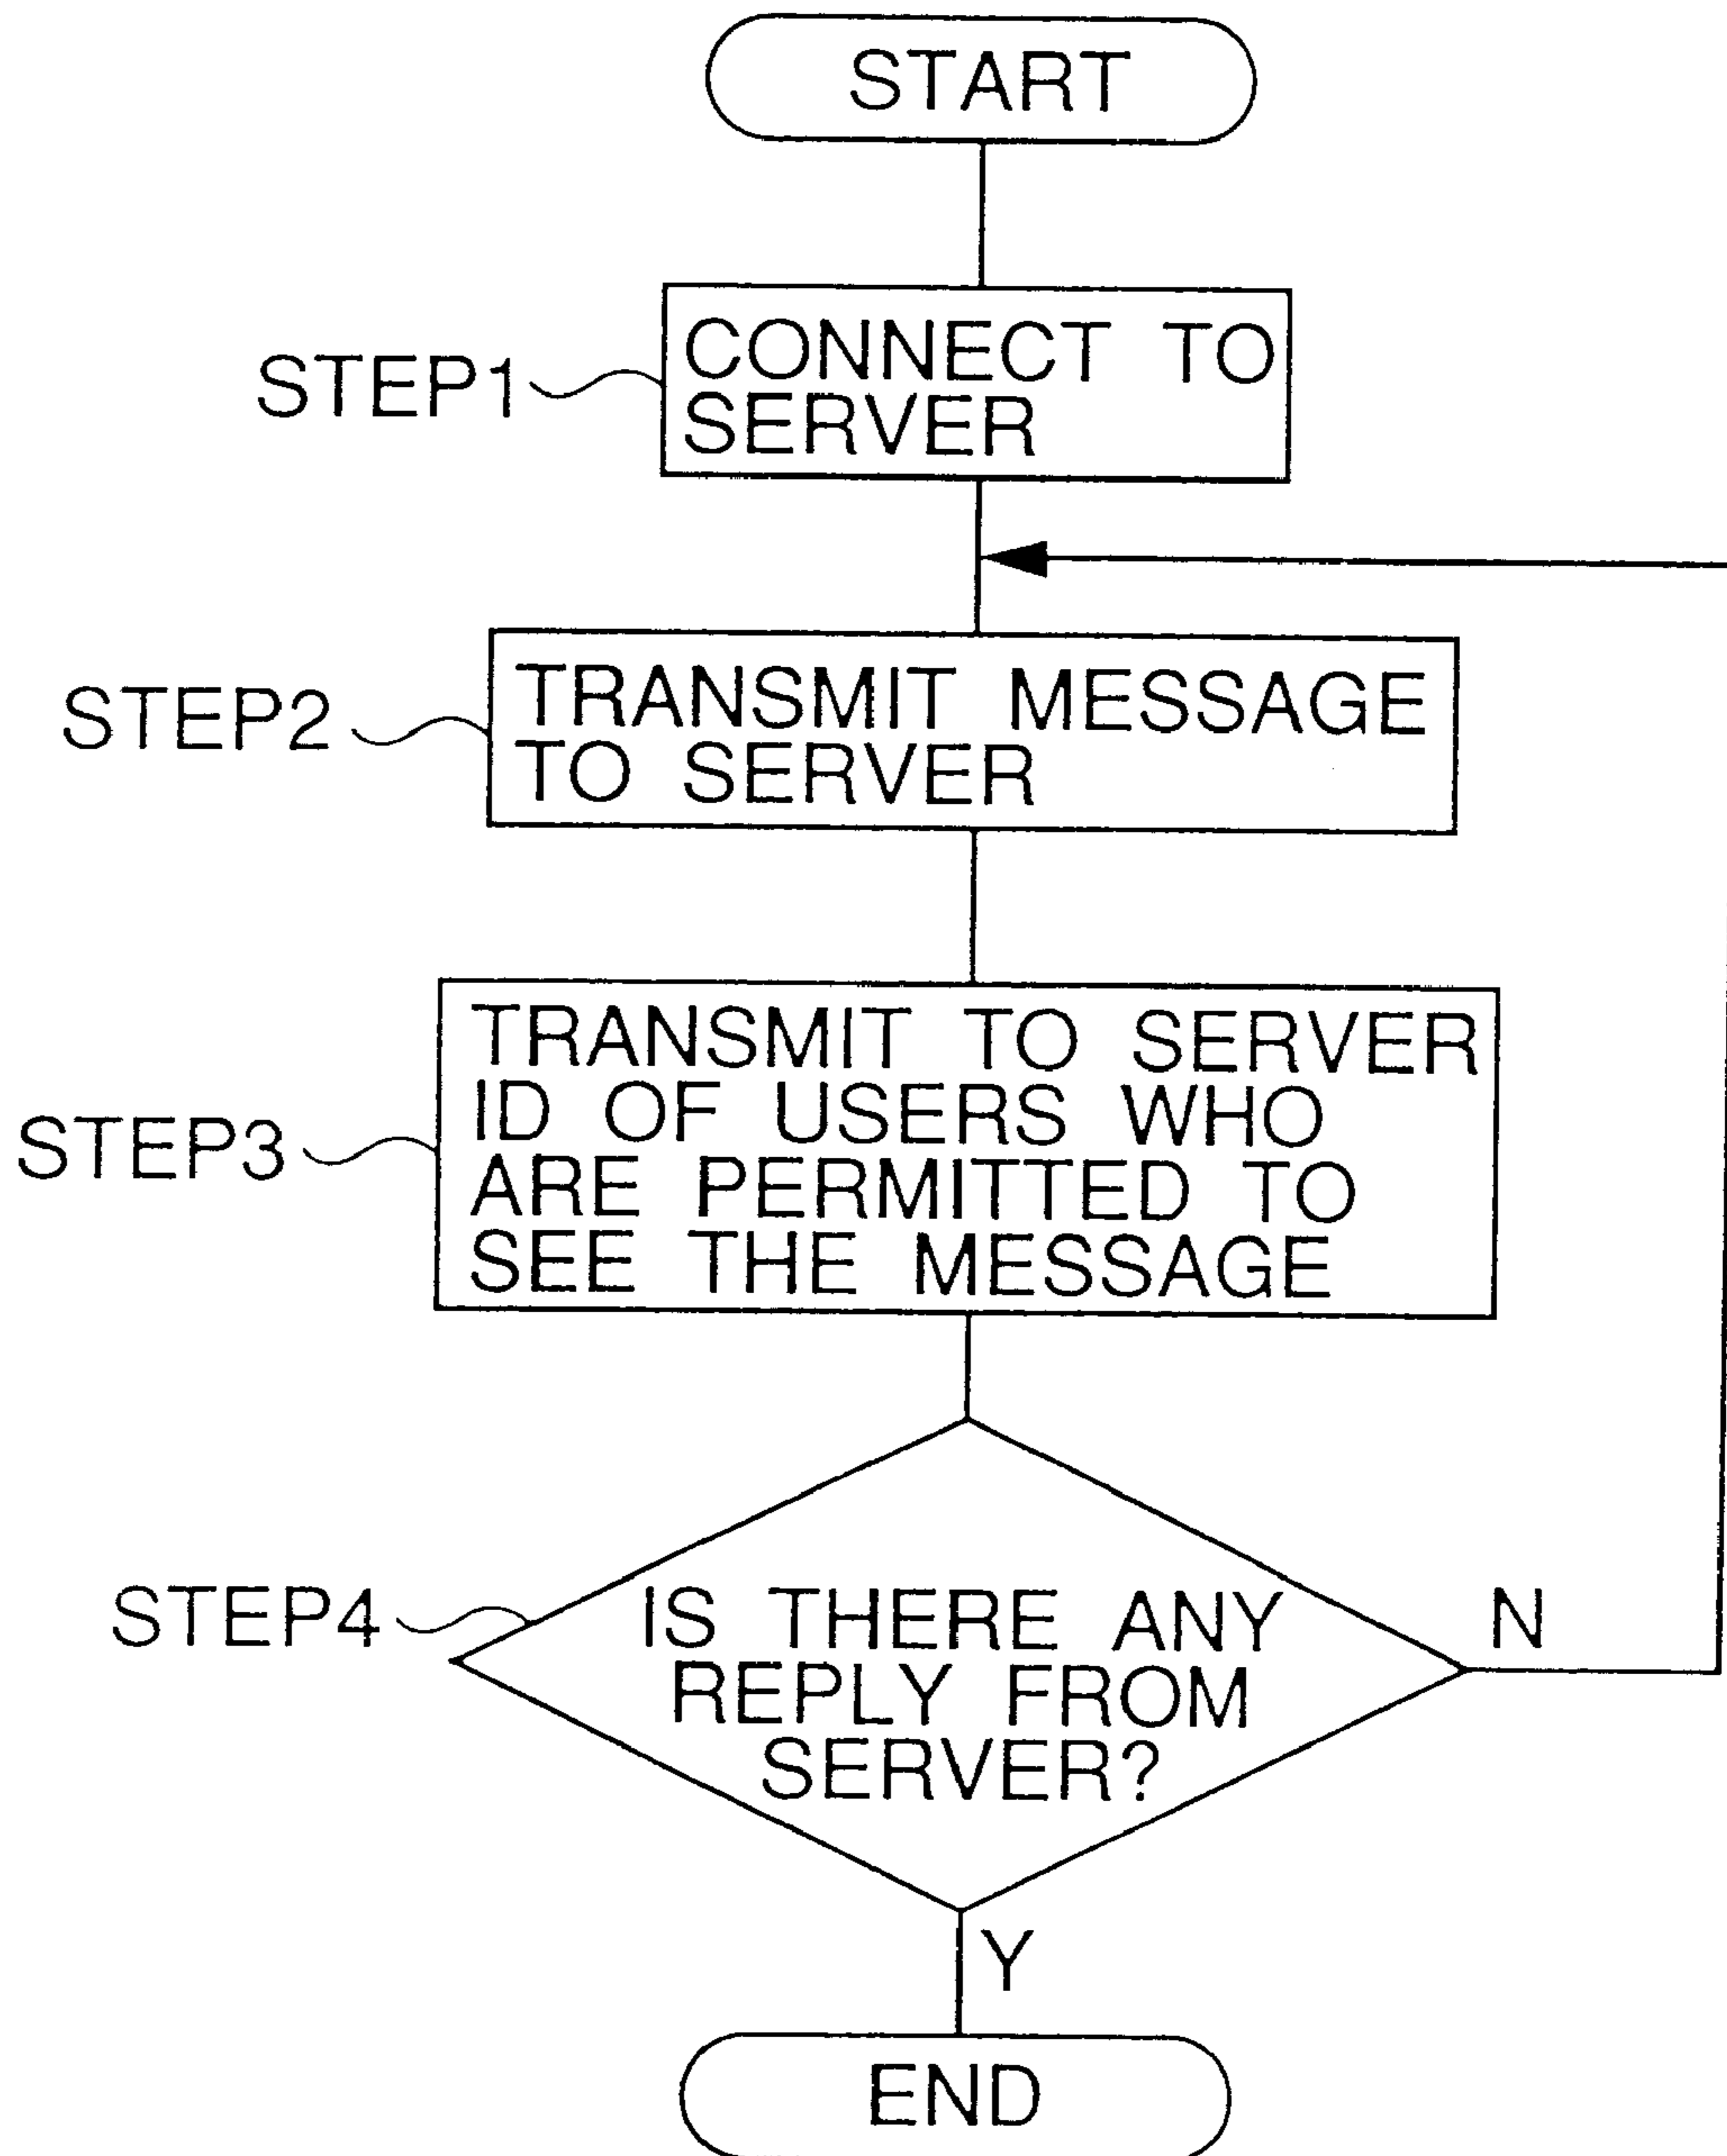 START
STEP1
CONNECT TO
SERVER
STEP2
TRANSMIT MESSAGE
TO SERVER
STEP3
TRANSMIT TO SERVER
ID OF USERS WHO
ARE PERMITTED TO
SEE THE MESSAGE
STEP4
IS THERE ANY
REPLY FROM
SERVER?
N
Y
END